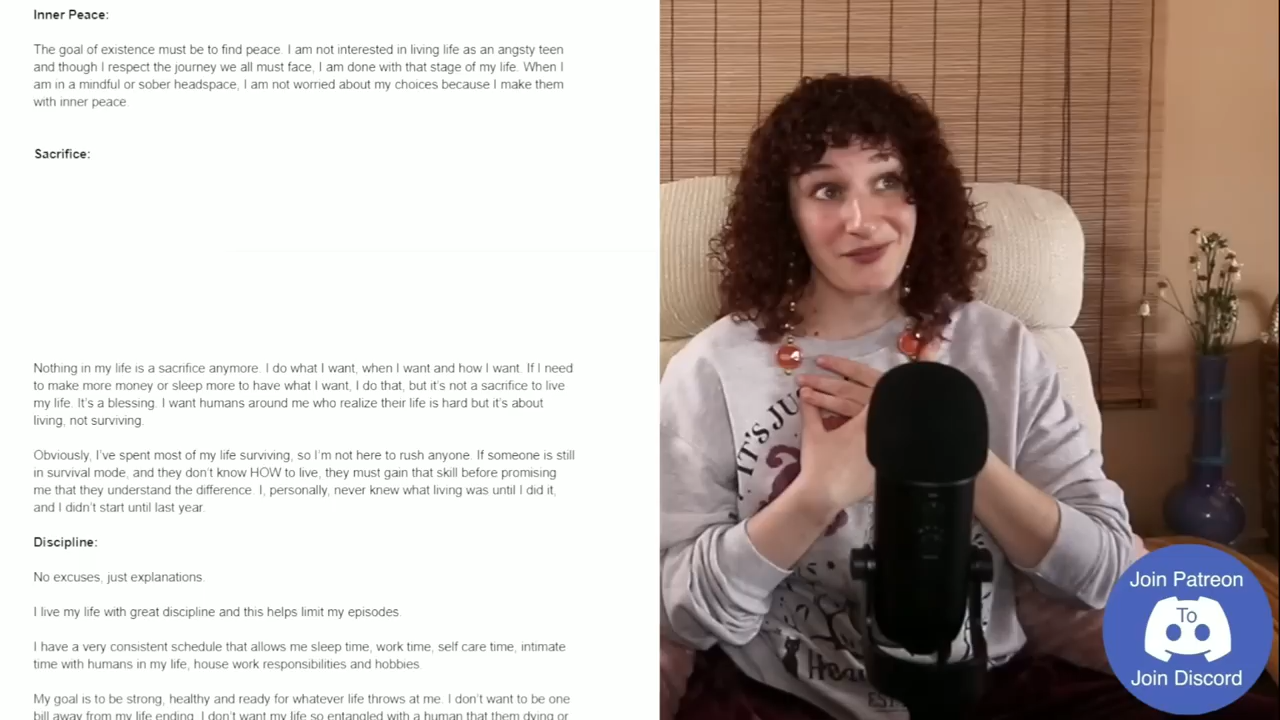 Inner Peace:
The goal of existence must be to find peace. I am not interested in living life as an angsty teen
and though I respect the journey we all must face, I am done with that stage of my life. When I
am in a mindful or sober headspace, I am not worried about my choices because I make them
with inner peace.
Sacrifice:
Nothing in my life is a sacrifice anymore. I do what I want, when I want and how I want. If I need
to make more money or sleep more to have what I want, I do that, but it's not a sacrifice to live
my life. It's a blessing. I want humans around me who realize their life is hard but it's about
living, not surviving.
Obviously, I've spent most of my life surviving, so I'm not here to rush anyone. If someone is still
in survival mode, and they don't know HOW to live, they must gain that skill before promising
me that they understand the difference. I, personally, never knew what living was until I did it,
and I didn't start until last year.
Discipline:
No excuses, just explanations.
I live my life with great discipline and this helps limit my episodes.
I have a very consistent schedule that allows me sleep time, work time, self care time, intimate
time with humans in my life, house work responsibilities and hobbies.
My goal is to be strong, healthy and ready for whatever life throws at me. I don't want to be one
bill away from my life ending. I don't want my life so entangled with a human that them dying or
IT'S JU
Join Patreon
To
Join Discord